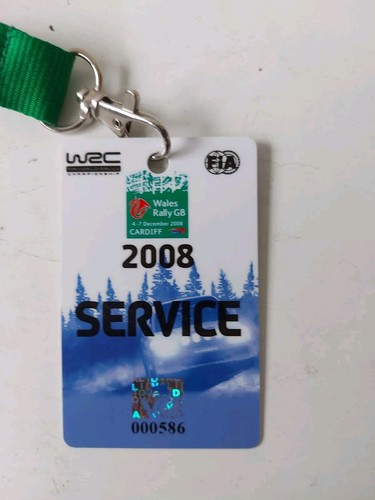 WRC
FIA
Wales
Rally GB
4 - 7 December 2008
CARDIFF
2008
SERVICE
000586